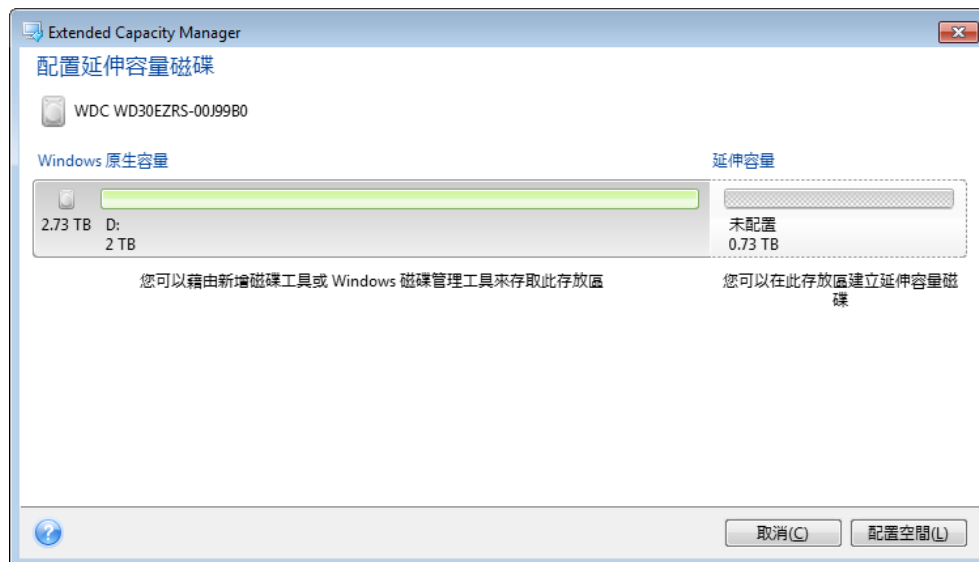 Extended Capacity Manager
配置延伸容量磁碟
WDC WD30EZRS-00J99B0
Windows 原生容量
延伸容量
2.73 TB
D:
2 TB
未配置
0.73 TB
您可以藉由新增磁碟工具或 Windows 磁碟管理工具來存取此存放區
您可以在此存放區建立延伸容量磁
碟
取消(C)
配置空間(L)